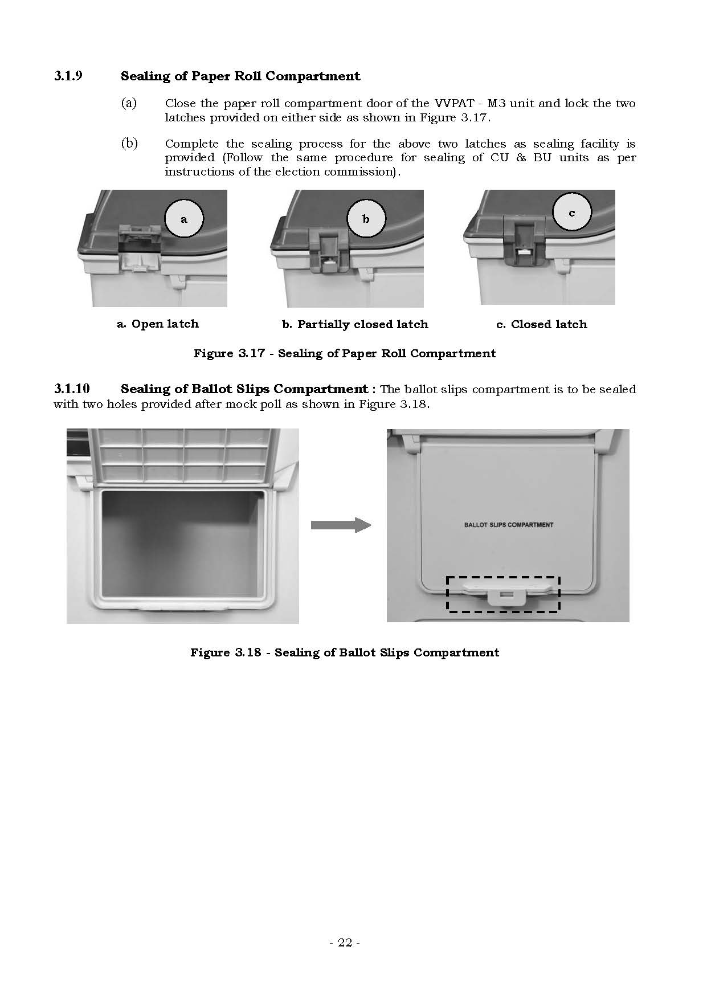 3.1.9 Sealing of Paper Roll Compartment
(a) Close the paper roll compartment door of the VVPAT - M3 unit and lock the two
latches provided on either side as shown in Figure 3.17.
(b) Complete the sealing process for the above two latches as sealing facility is
provided (Follow the same procedure for sealing of CU & BU units as per
instructions of the election commission).
a b c
a. Open latch b. Partially closed latch c. Closed latch
Figure 3.17 - Sealing of Paper Roll Compartment
3.1.10 Sealing of Ballot Slips Compartment : The ballot slips compartment is to be sealed
with two holes provided after mock poll as shown in Figure 3.18.
BALLOT SLIPS COMPARTMENT
Figure 3.18 - Sealing of Ballot Slips Compartment
- 22 -